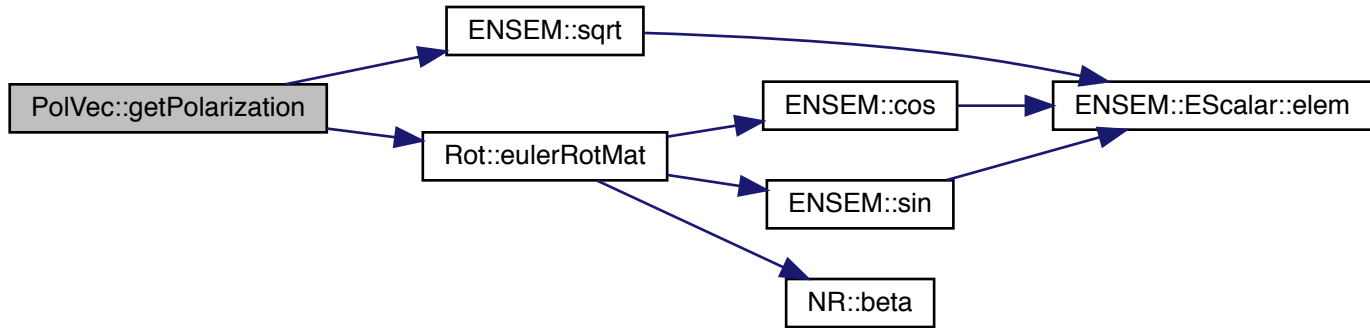 PolVec::getPolarization
ENSEM::sqrt
Rot::eulerRotMat
ENSEM::cos
ENSEM::sin
NR::beta
ENSEM::EScalar::elem